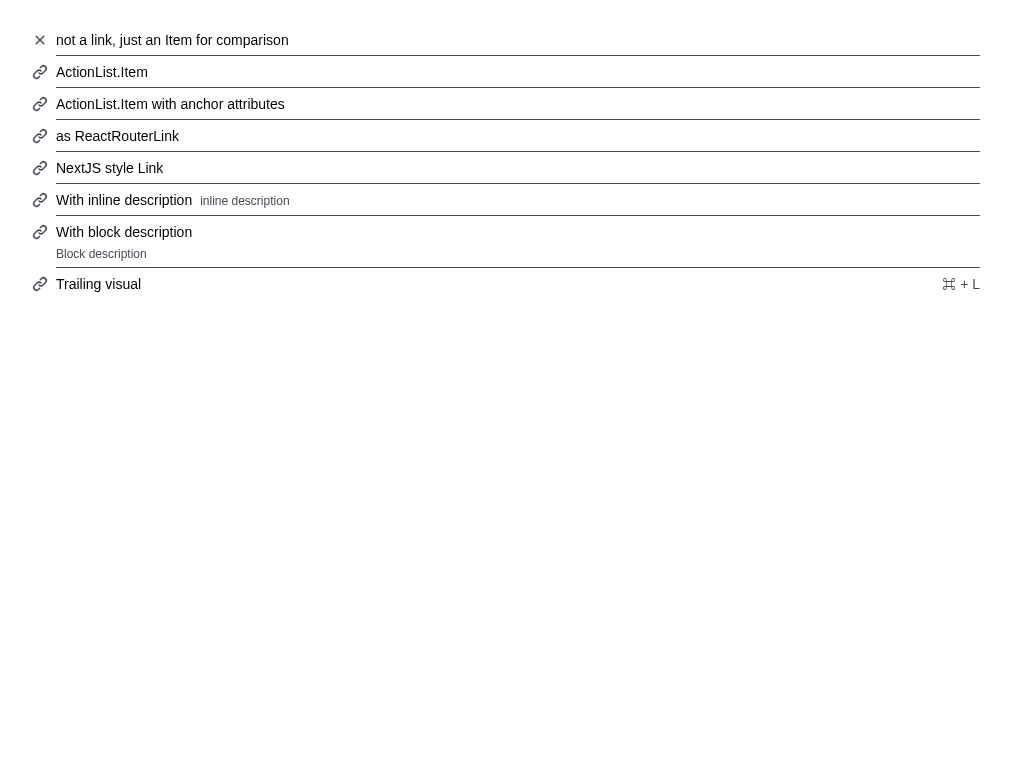 not a link, just an Item for comparison
ActionList.Item
ActionList.Item with anchor attributes
as ReactRouterLink
NextJS style Link
With inline description inline description
With block description
Block description
Trailing visual ⌘ + L